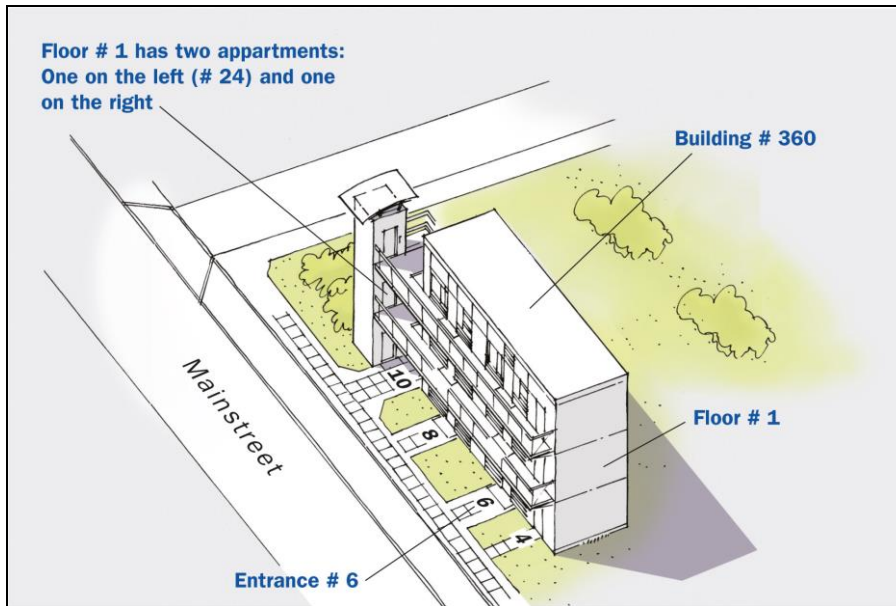 Floor # 1 has two appartments:
One on the left (# 24) and one
on the right
Building # 360
Mainstreet
10
8
Floor # 1
6
4
Entrance # 6